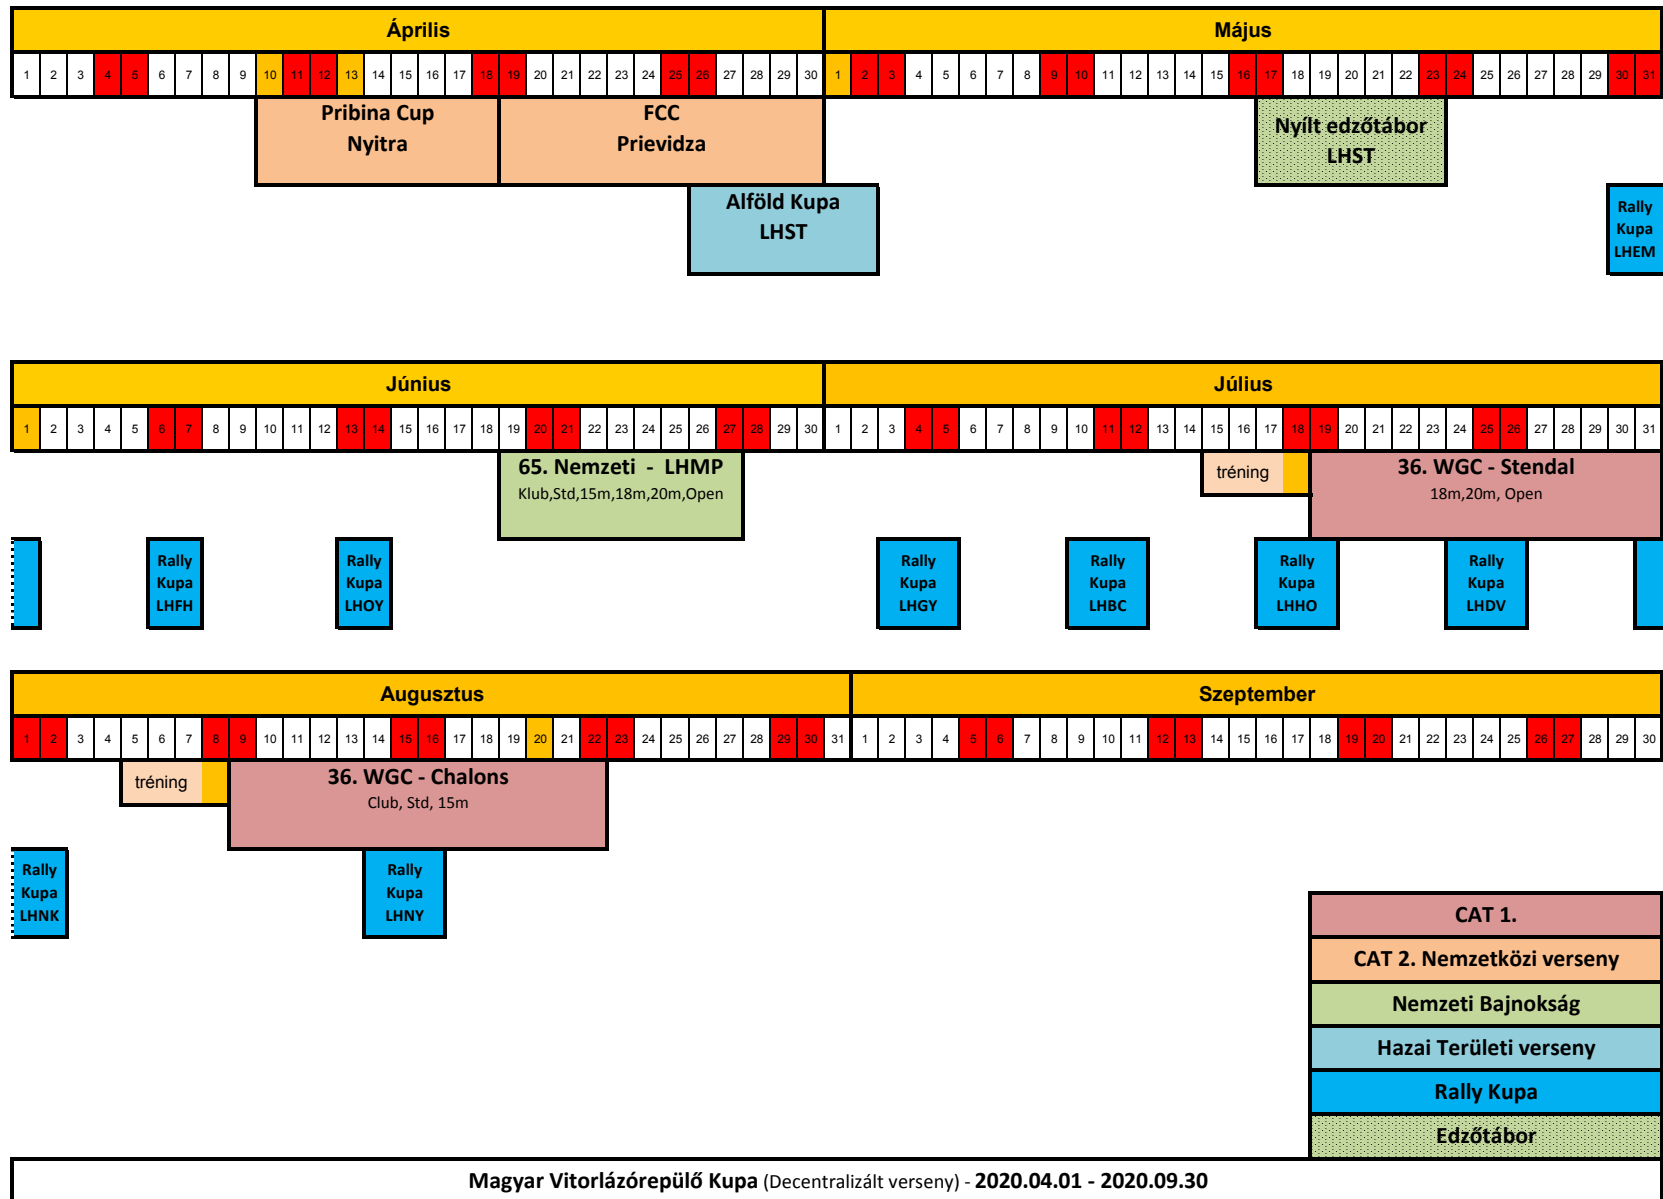 Április Május
1 2 3 4 5 6 7 8 9 10 11 12 13 14 15 16 17 18 19 20 21 22 23 24 25 26 27 28 29 30 1 2 3 4 5 6 7 8 9 10 11 12 13 14 15 16 17 18 19 20 21 22 23 24 25 26 27 28 29 30 31
Pribina Cup
Nyitra
FCC
Prievidza
Nyílt edzőtábor
LHST
Alföld Kupa
LHST
Rally
Kupa
LHEM
Június Július
1 2 3 4 5 6 7 8 9 10 11 12 13 14 15 16 17 18 19 20 21 22 23 24 25 26 27 28 29 30 1 2 3 4 5 6 7 8 9 10 11 12 13 14 15 16 17 18 19 20 21 22 23 24 25 26 27 28 29 30 31
65. Nemzeti - LHMP
Klub,Std,15m,18m,20m,Open
tréning
36. WGC - Stendal
18m,20m, Open
Rally
Kupa
LHFH
Rally
Kupa
LHOY
Rally
Kupa
LHGY
Rally
Kupa
LHBC
Rally
Kupa
LHHO
Rally
Kupa
LHDV
Augusztus Szeptember
1 2 3 4 5 6 7 8 9 10 11 12 13 14 15 16 17 18 19 20 21 22 23 24 25 26 27 28 29 30 31 1 2 3 4 5 6 7 8 9 10 11 12 13 14 15 16 17 18 19 20 21 22 23 24 25 26 27 28 29 30
tréning
36. WGC - Chalons
Club, Std, 15m
Rally
Kupa
LHNK
Rally
Kupa
LHNY
CAT 1.
CAT 2. Nemzetközi verseny
Nemzeti Bajnokság
Hazai Területi verseny
Rally Kupa
Edzőtábor
Magyar Vitorlázórepülő Kupa (Decentralizált verseny) - 2020.04.01 - 2020.09.30